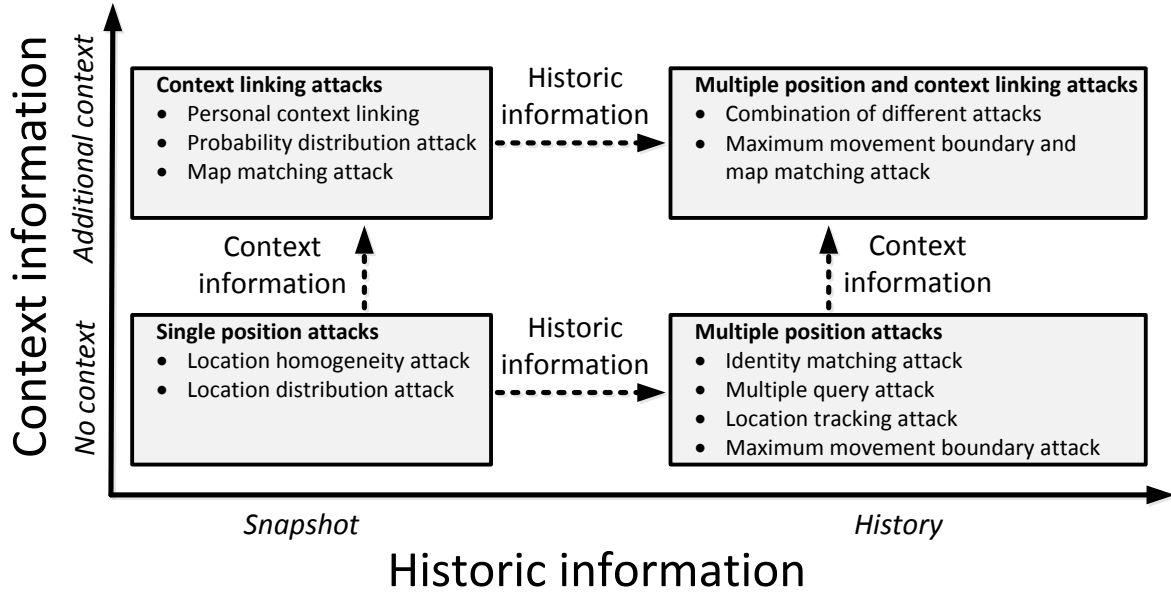 Context information
Additional context
No context
Context linking attacks
• Personal context linking
• Probability distribution attack
• Map matching attack
Historic
information
Multiple position and context linking attacks
• Combination of different attacks
• Maximum movement boundary and
map matching attack
Context
information
Context
information
Single position attacks
• Location homogeneity attack
• Location distribution attack
Historic
information
Multiple position attacks
• Identity matching attack
• Multiple query attack
• Location tracking attack
• Maximum movement boundary attack
Snapshot
History
Historic information